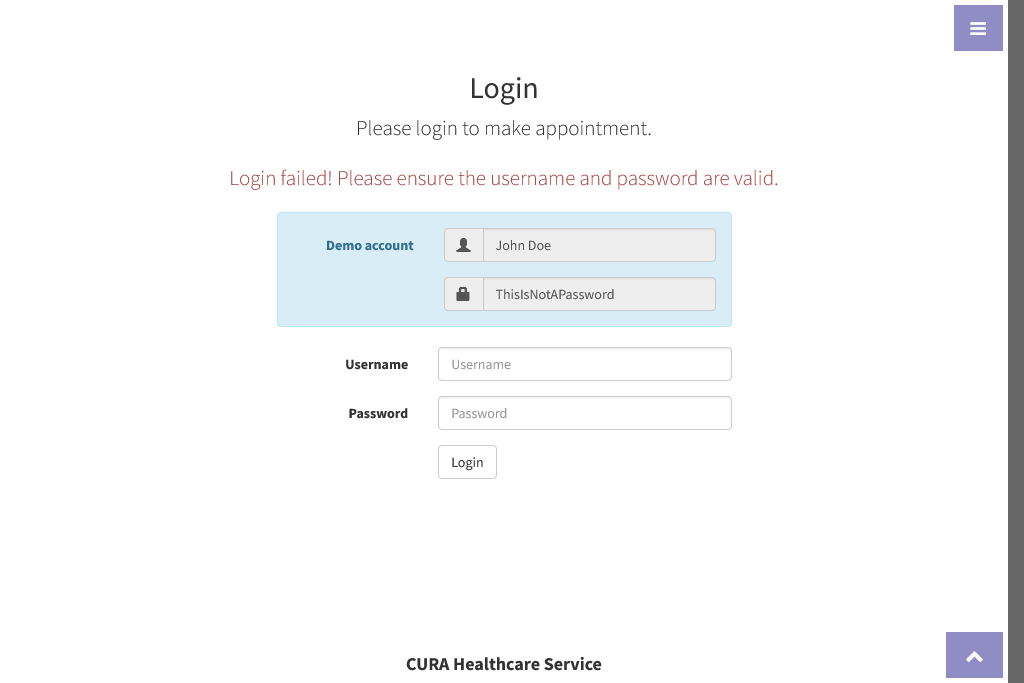 Login
Please login to make appointment.
Login failed! Please ensure the username and password are valid.
Demo account
John Doe
ThisIsNotAPassword
Username
Username
Password
Password
Login
CURA Healthcare Service